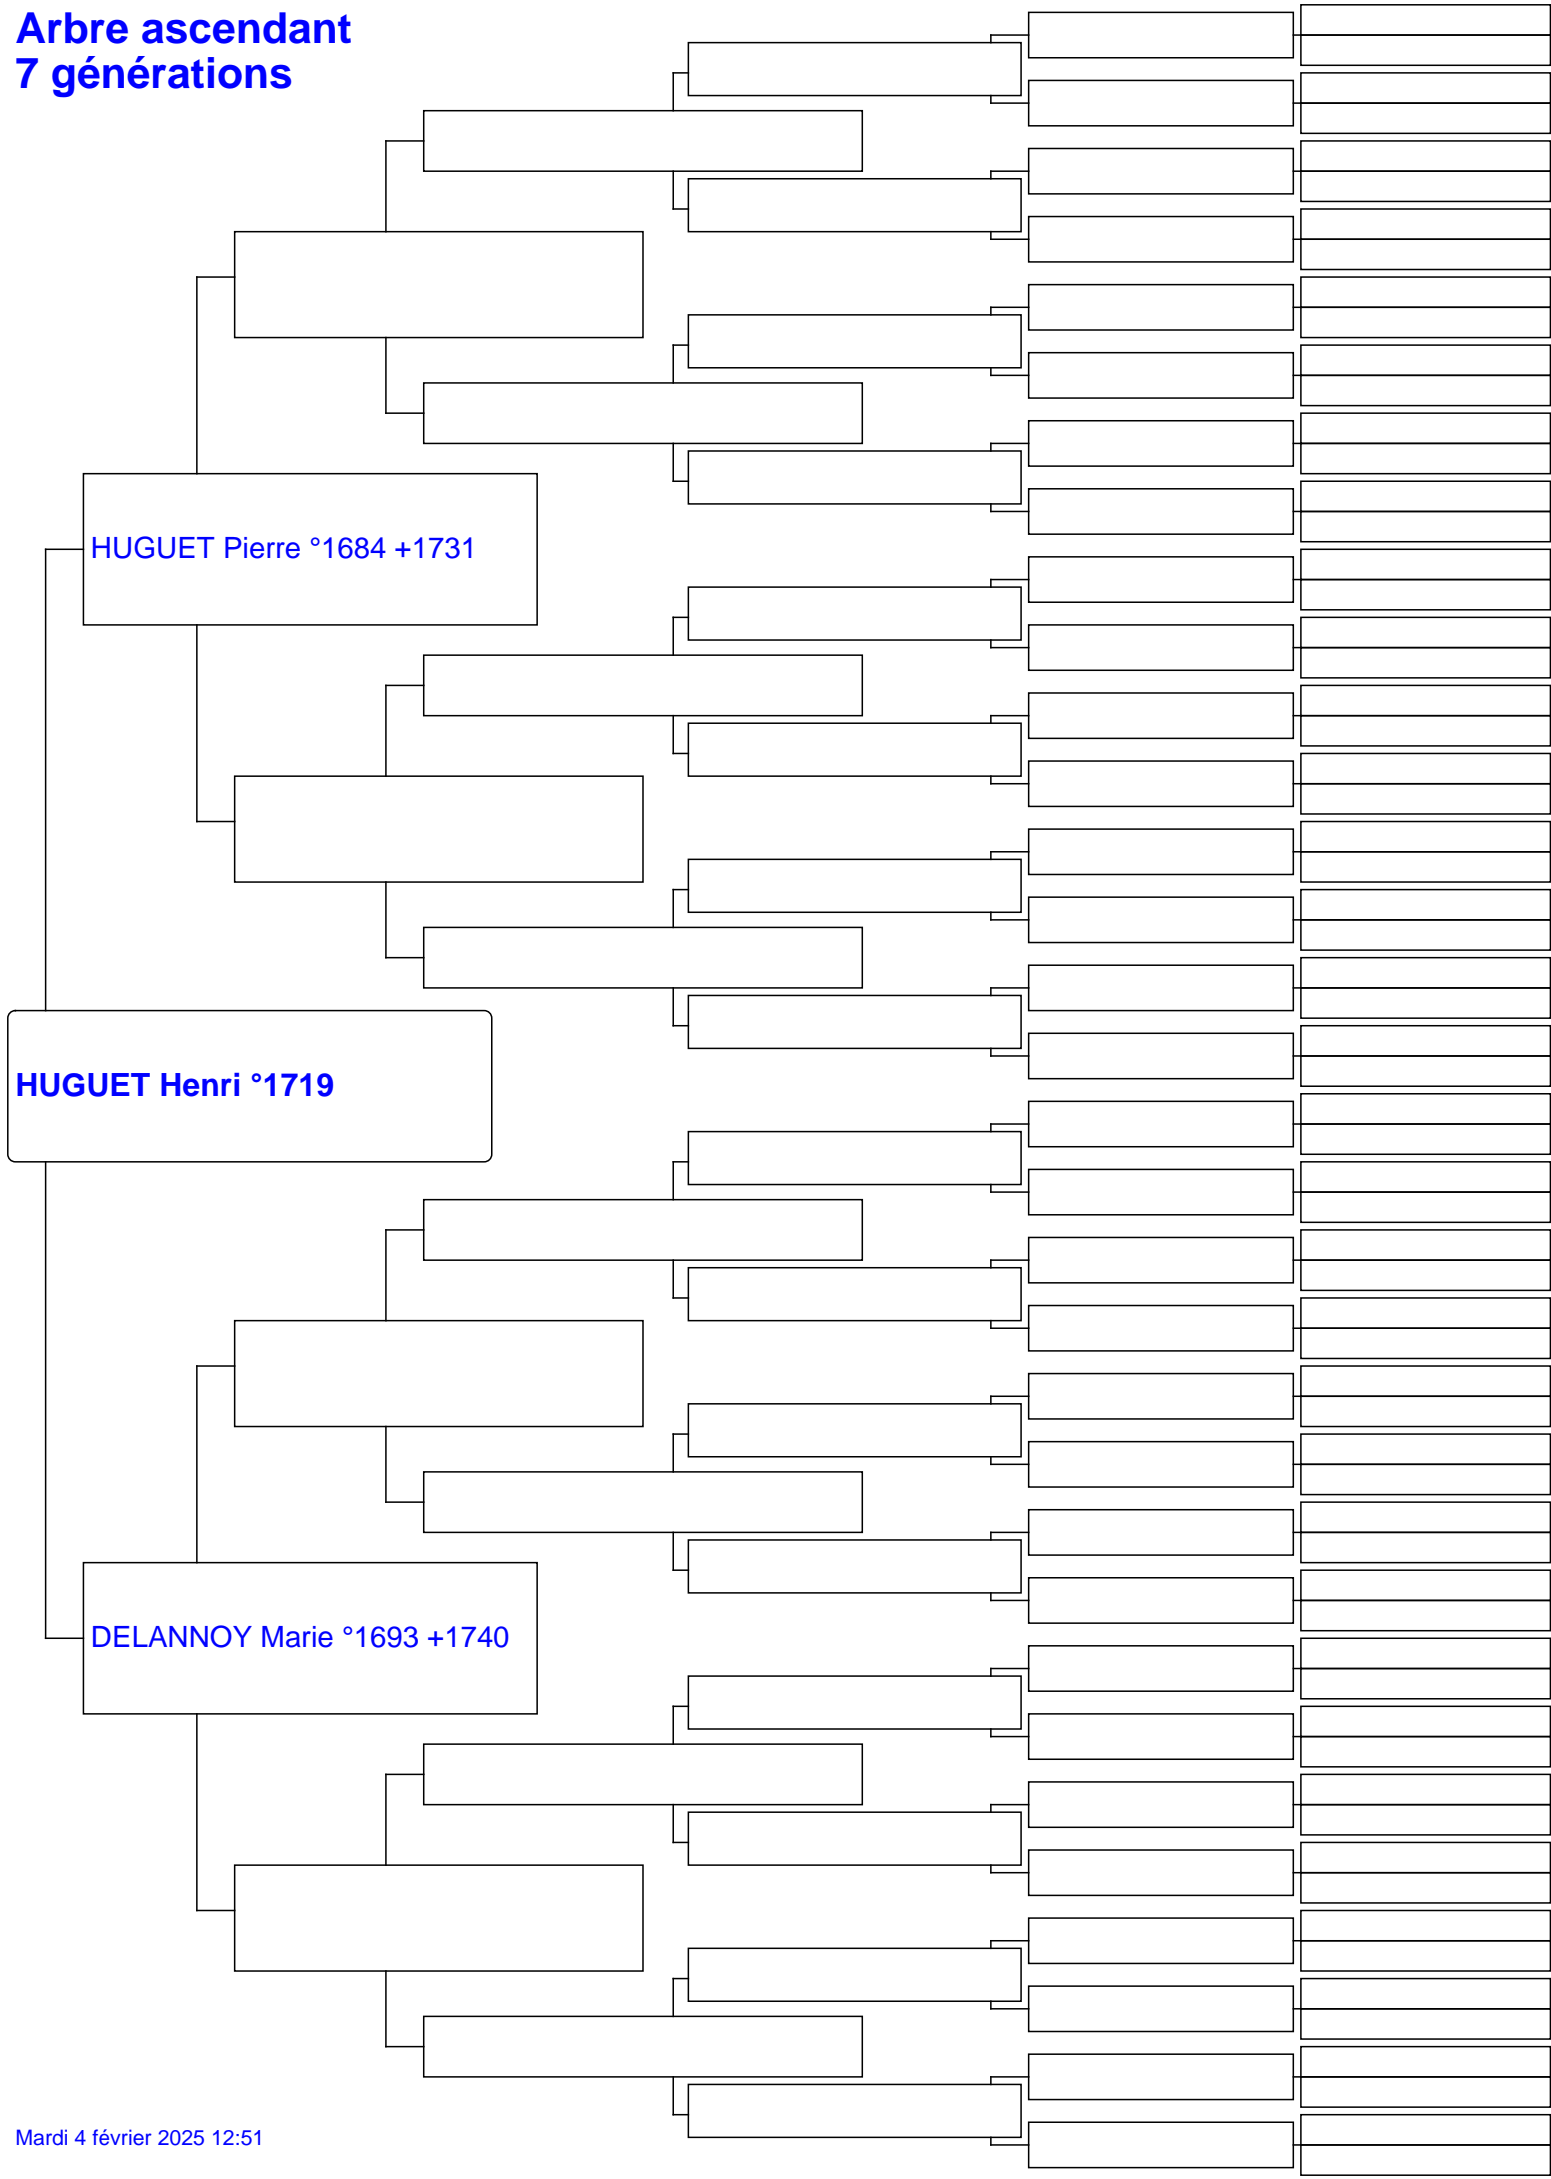 Arbre ascendant
7 générations
HUGUET Pierre °1684 +1731
HUGUET Henri °1719
DELANNOY Marie °1693 +1740
Mardi 4 février 2025 12:51